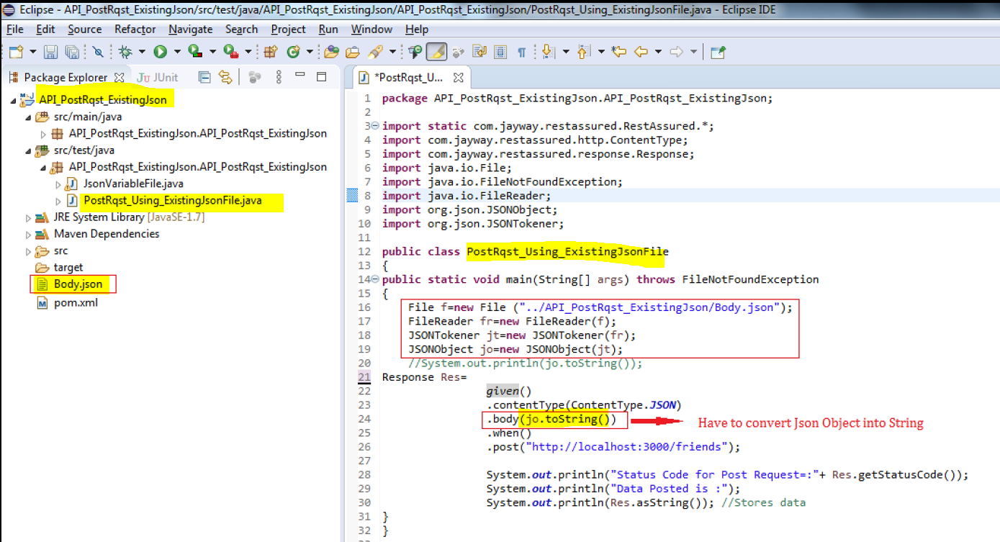 Eclipse - API_PostRqst_ExistingJson/src/test/java/API_PostRqst_ExistingJson/API_PostRqst_ExistingJson/PostRqst_Using_ExistingJsonFile.java - Eclipse IDE
File Edit Source Refactor Navigate Search Project Run Window Help
Package Explorer JUnit
API_PostRqst_ExistingJson
src/main/java
API_PostRqst_ExistingJson.API_PostRqst_ExistingJson
src/test/java
API_PostRqst_ExistingJson.API_PostRqst_ExistingJson
JsonVariableFile.java
PostRqst_Using_ExistingJsonFile.java
JRE System Library [JavaSE-1.7]
Maven Dependencies
src
target
Body.json
pom.xml
*PostRqst_U...
1 package API_PostRqst_ExistingJson.API_PostRqst_ExistingJson;
2
3 import static com.jayway.restassured.RestAssured.*;
4 import com.jayway.restassured.http.ContentType;
5 import com.jayway.restassured.response.Response;
6 import java.io.File;
7 import java.io.FileNotFoundException;
8 import java.io.FileReader;
9 import org.json.JSONObject;
10 import org.json.JSONTokener;
11
12 public class PostRqst_Using_ExistingJsonFile
13 {
14 public static void main(String[] args) throws FileNotFoundException
15 {
16 File f=new File ("../API_PostRqst_ExistingJson/Body.json");
17 FileReader fr=new FileReader(f);
18 JSONTokener jt=new JSONTokener(fr);
19 JSONObject jo=new JSONObject(jt);
20 //System.out.println(jo.toString());
21 Response Res=
22 given()
23 .contentType(ContentType.JSON)
24 .body(jo.toString()) Have to convert Json Object into String
25 .when()
26 .post("http://localhost:3000/friends");
27
28 System.out.println("Status Code for Post Request=:"+ Res.getStatusCode());
29 System.out.println("Data Posted is :");
30 System.out.println(Res.asString()); //Stores data
31 }
32 }